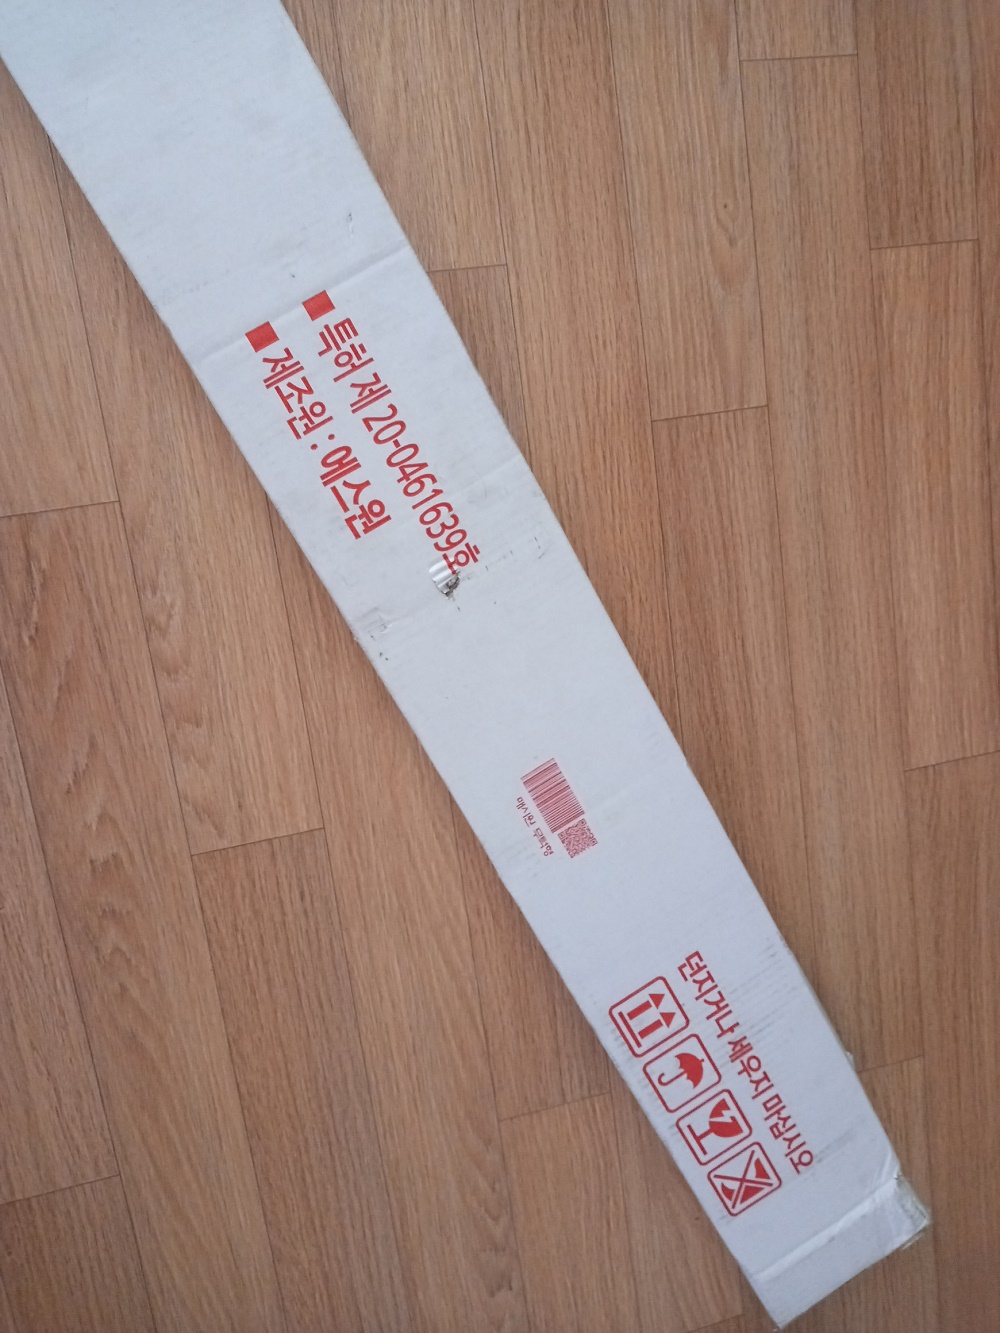 ■ 특허 제 20-0461639호
■ 제조원 : 에스원
던지거나 세우지 마십시오